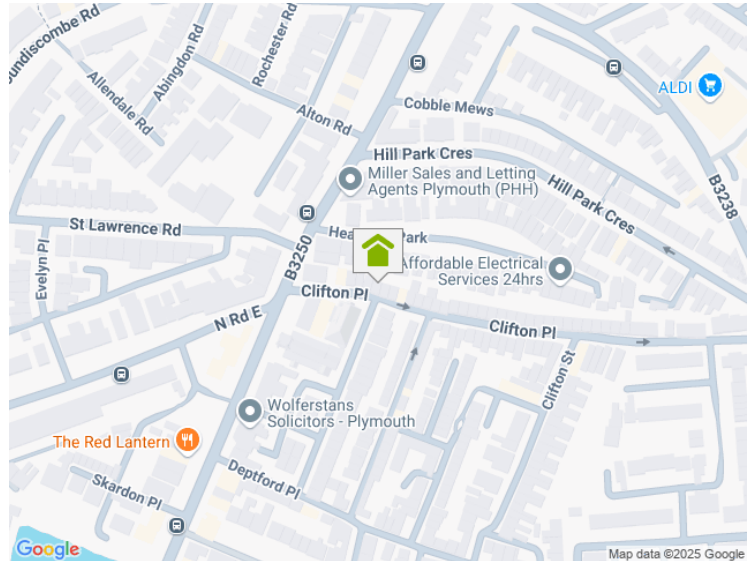 oundiscombe Rd
Allendale Rd
Abingdon Rd
Rochester Rd
Alton Rd
ALDI
Cobble Mews
B3238
Hill Park Cres
Miller Sales and Letting
Agents Plymouth (PHH)
Hill Park Cres
St Lawrence Rd
Hea
Park
B3250
Evelyn Pl
Affordable Electrical
Services 24hrs
Clifton Pl
N Rd E
Clifton Pl
Clifton St
Wolferstans
Solicitors - Plymouth
The Red Lantern
Deptford Pl
Skardon Pl
Google
Map data ©2025 Google